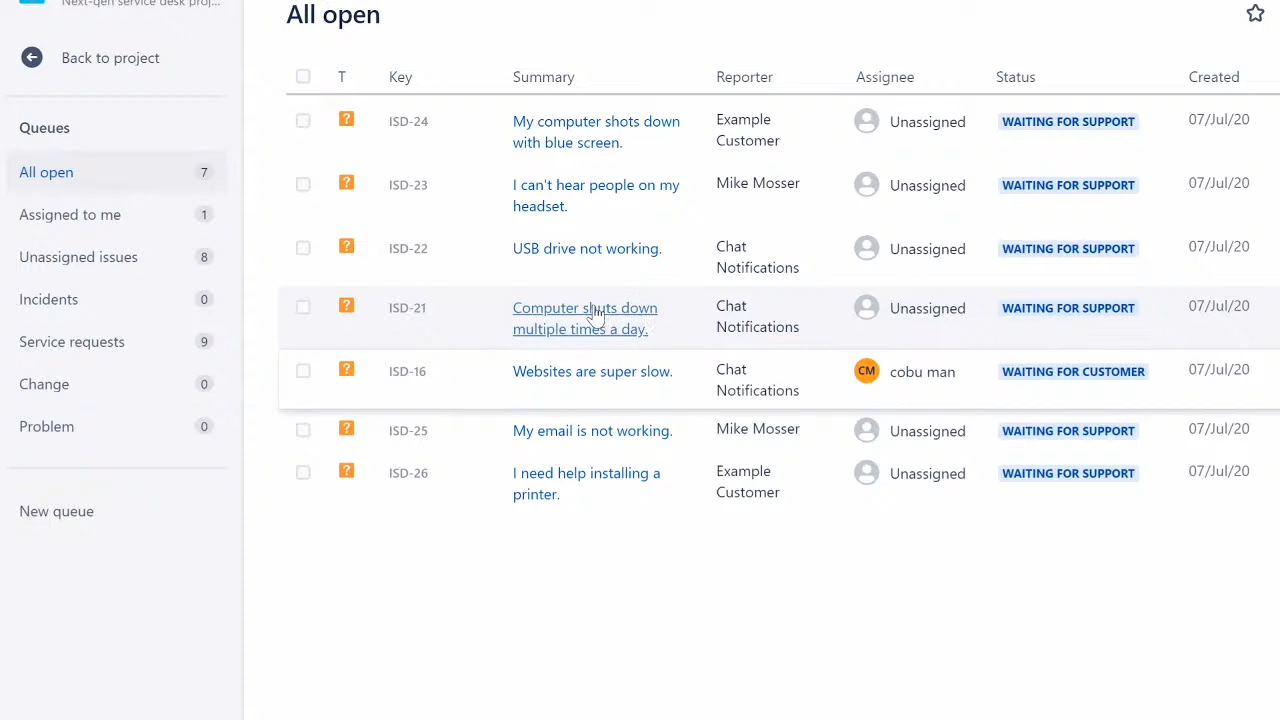 Next-gen service desk proj...
Back to project
Queues
All open 7
Assigned to me 1
Unassigned issues 8
Incidents 0
Service requests 9
Change 0
Problem 0
New queue
All open
T Key Summary Reporter Assignee Status Created
? ISD-24 My computer shots down Example Unassigned WAITING FOR SUPPORT 07/Jul/20
with blue screen. Customer
? ISD-23 I can't hear people on my Mike Mosser Unassigned WAITING FOR SUPPORT 07/Jul/20
headset.
? ISD-22 USB drive not working. Chat Unassigned WAITING FOR SUPPORT 07/Jul/20
Notifications
? ISD-21 Computer shuts down Chat Unassigned WAITING FOR SUPPORT 07/Jul/20
multiple times a day. Notifications
? ISD-16 Websites are super slow. Chat CM cobu man WAITING FOR CUSTOMER 07/Jul/20
Notifications
? ISD-25 My email is not working. Mike Mosser Unassigned WAITING FOR SUPPORT 07/Jul/20
? ISD-26 I need help installing a Example Unassigned WAITING FOR SUPPORT 07/Jul/20
printer. Customer